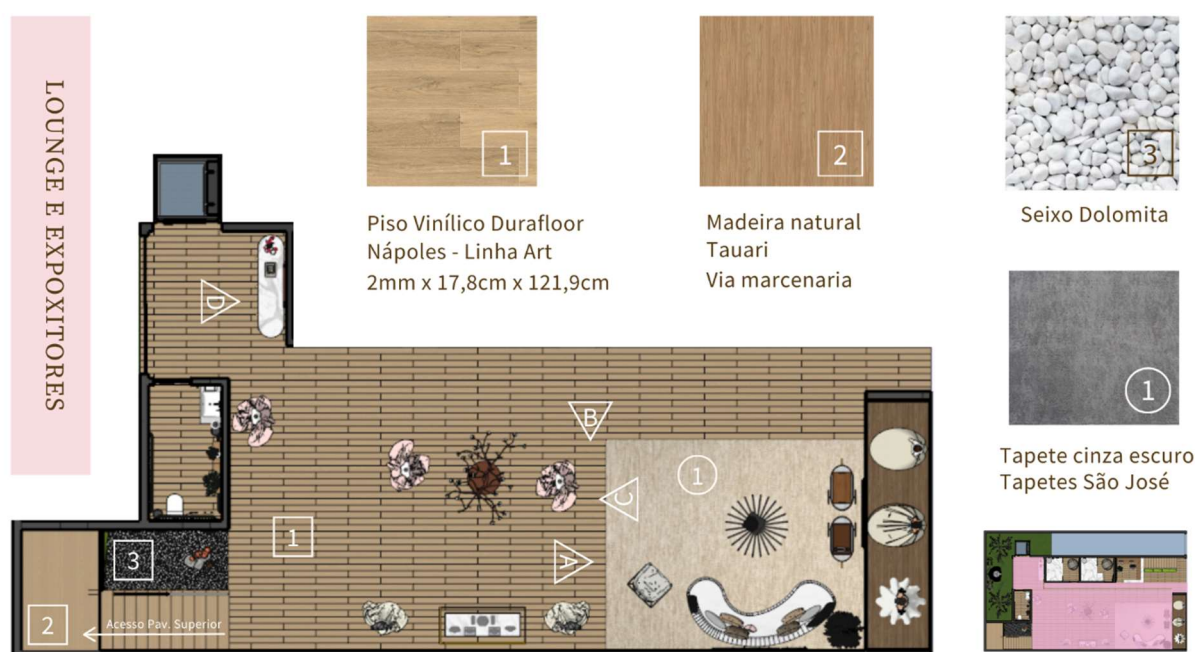 LOUNGE E EXPOXITORES
1
Piso Vinílico Durafloor
Nápoles - Linha Art
2mm x 17,8cm x 121,9cm
2
Madeira natural
Tauari
Via marcenaria
3
Seixo Dolomita
1
Tapete cinza escuro
Tapetes São José
D
B
1
C
1
A
3
2
Acesso Pav. Superior